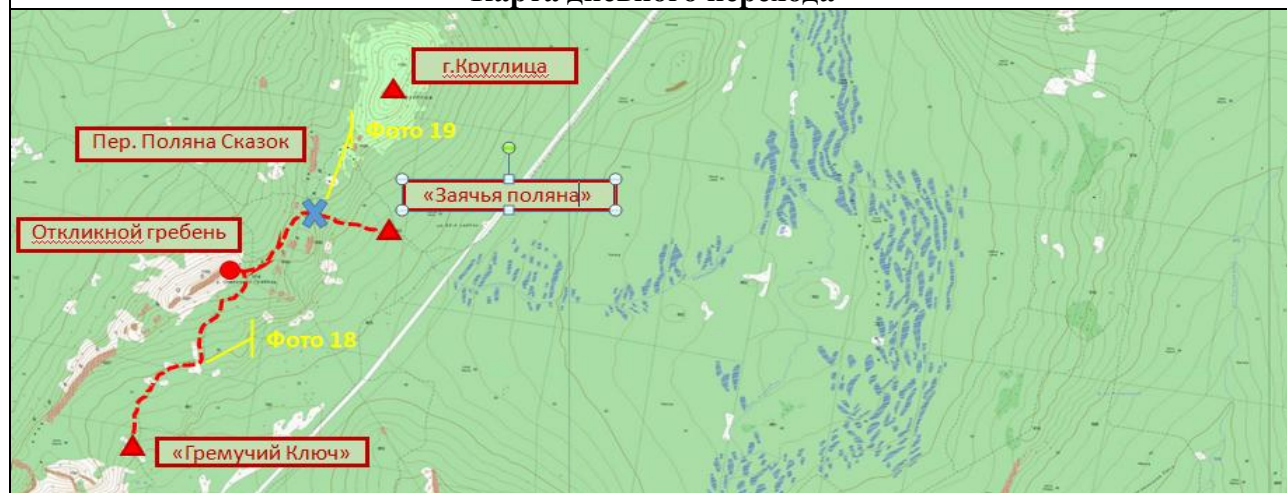 Карта дневного перехода
г.Круглица
Фото 19
Пер. Поляна Сказок
«Заячья поляна»
Откликной гребень
Фото 18
«Гремучий Ключ»